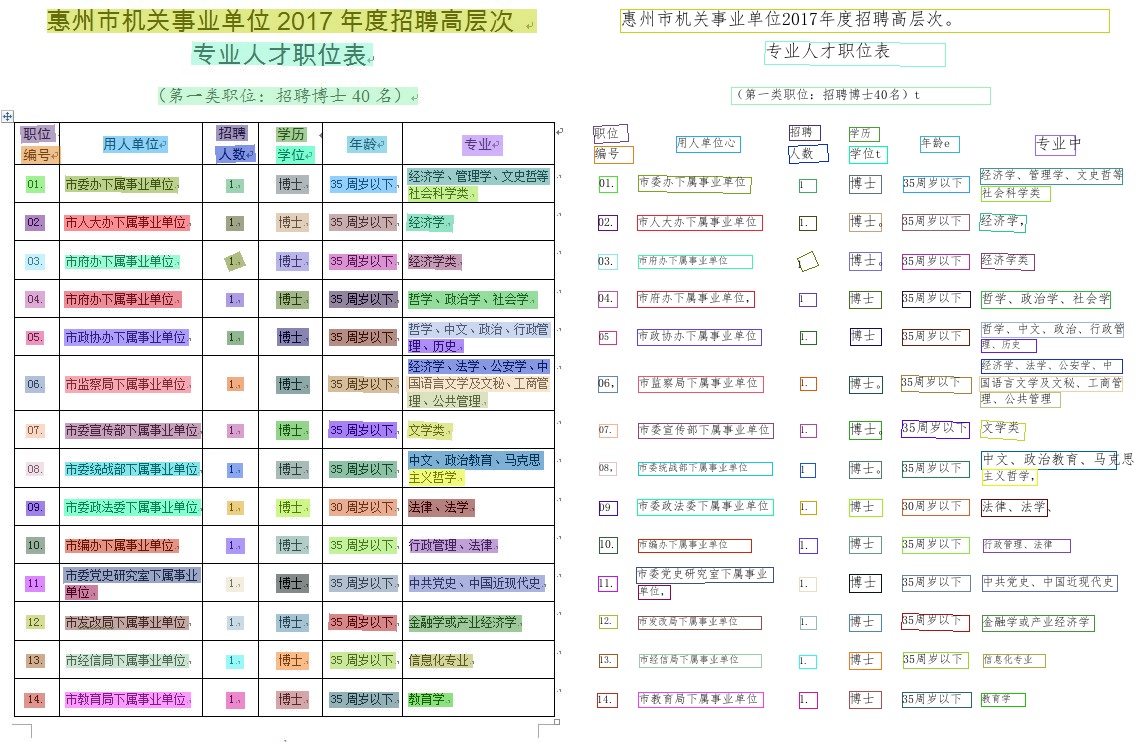 惠州市机关事业单位 2017 年度招聘高层次
专业人才职位表
（第一类职位：招聘博士 40 名）
职位编号 用人单位 招聘人数 学历学位 年龄 专业
01. 市委办下属事业单位 1. 博士 35 周岁以下 经济学、管理学、文史哲等
社会科学类
02. 市人大办下属事业单位 1. 博士 35 周岁以下 经济学
03. 市府办下属事业单位 1. 博士 35 周岁以下 经济学类
04. 市府办下属事业单位 1. 博士 35 周岁以下 哲学、政治学、社会学
05. 市政协办下属事业单位 1. 博士 35 周岁以下 哲学、中文、政治、行政管
理、历史
06. 市监察局下属事业单位 1. 博士 35 周岁以下 经济学、法学、公安学、中
国语言文学及文秘、工商管
理、公共管理
07. 市委宣传部下属事业单位 1. 博士 35 周岁以下 文学类
08. 市委统战部下属事业单位 1. 博士 35 周岁以下 中文、政治教育、马克思
主义哲学
09. 市委政法委下属事业单位 1. 博士 30 周岁以下 法律、法学
10. 市编办下属事业单位 1. 博士 35 周岁以下 行政管理、法律
11. 市委党史研究室下属事业 1. 博士 35 周岁以下 中共党史、中国近现代史
单位
12. 市发改局下属事业单位 1. 博士 35 周岁以下 金融学或产业经济学
13. 市经信局下属事业单位 1. 博士 35 周岁以下 信息化专业
14. 市教育局下属事业单位 1. 博士 35 周岁以下 教育学
惠州市机关事业单位2017年度招聘高层次。
专业人才职位表
（第一类职位：招聘博士40名）t
职位 用人单位心 招聘 学历 年龄e 专业中
编号 人数 学位t
01. 市委办下属事业单位 1 博士 35周岁以下 经济学、管理学、文史哲等
社会科学类
02. 市人大办下属事业单位 1. 博士。 35周岁以下 经济学,
03. 市府办下属事业单位 博士。 35周岁以下 经济学类
04. 市府办下属事业单位, 1 博士 35周岁以下 哲学、政治学、社会学
05 市政协办下属事业单位 1. 博士 35周岁以下 哲学、中文、政治、行政管
理、历史
06, 市监察局下属事业单位 1. 博士。 35周岁以下 经济学、法学、公安学、中
国语言文学及文秘、工商管
理、公共管理
07. 市委宣传部下属事业单位 1. 博士。 35周岁以下 文学类
08, 市委统战部下属事业单位 1 博士. 35周岁以下 中文、政治教育、马克思
主义哲学,
09 市委政法委下属事业单位 1. 博士 30周岁以下 法律、法学、
10. 市编办下属事业单位 1. 博士 35周岁以下 行政管理、法律
11. 市委党史研究室下属事业 1. 博士 35周岁以下 中共党史、中国近现代史
单位,
12. 市发改局下属事业单位 1. 博士 35周岁以下 金融学或产业经济学
13. 市经信局下属事业单位 1. 博士 35周岁以下 信息化专业
14. 市教育局下属事业单位 1. 博士 35周岁以下 教育学